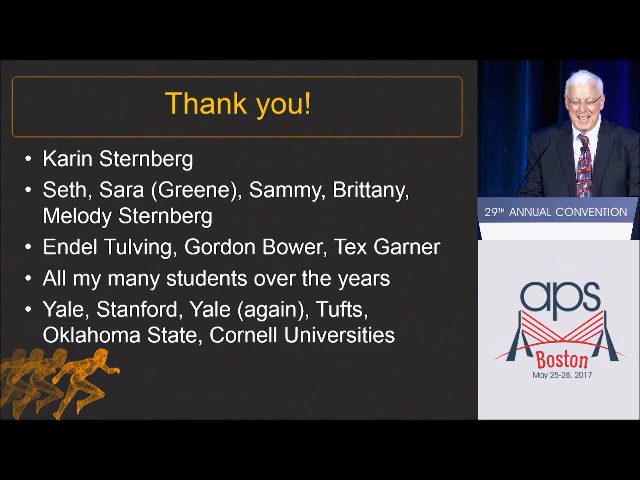 Thank you!
• Karin Sternberg
• Seth, Sara (Greene), Sammy, Brittany,
Melody Sternberg
• Endel Tulving, Gordon Bower, Tex Garner
• All my many students over the years
• Yale, Stanford, Yale (again), Tufts,
Oklahoma State, Cornell Universities
29TH ANNUAL CONVENTION
aps
Boston
May 25-28, 2017